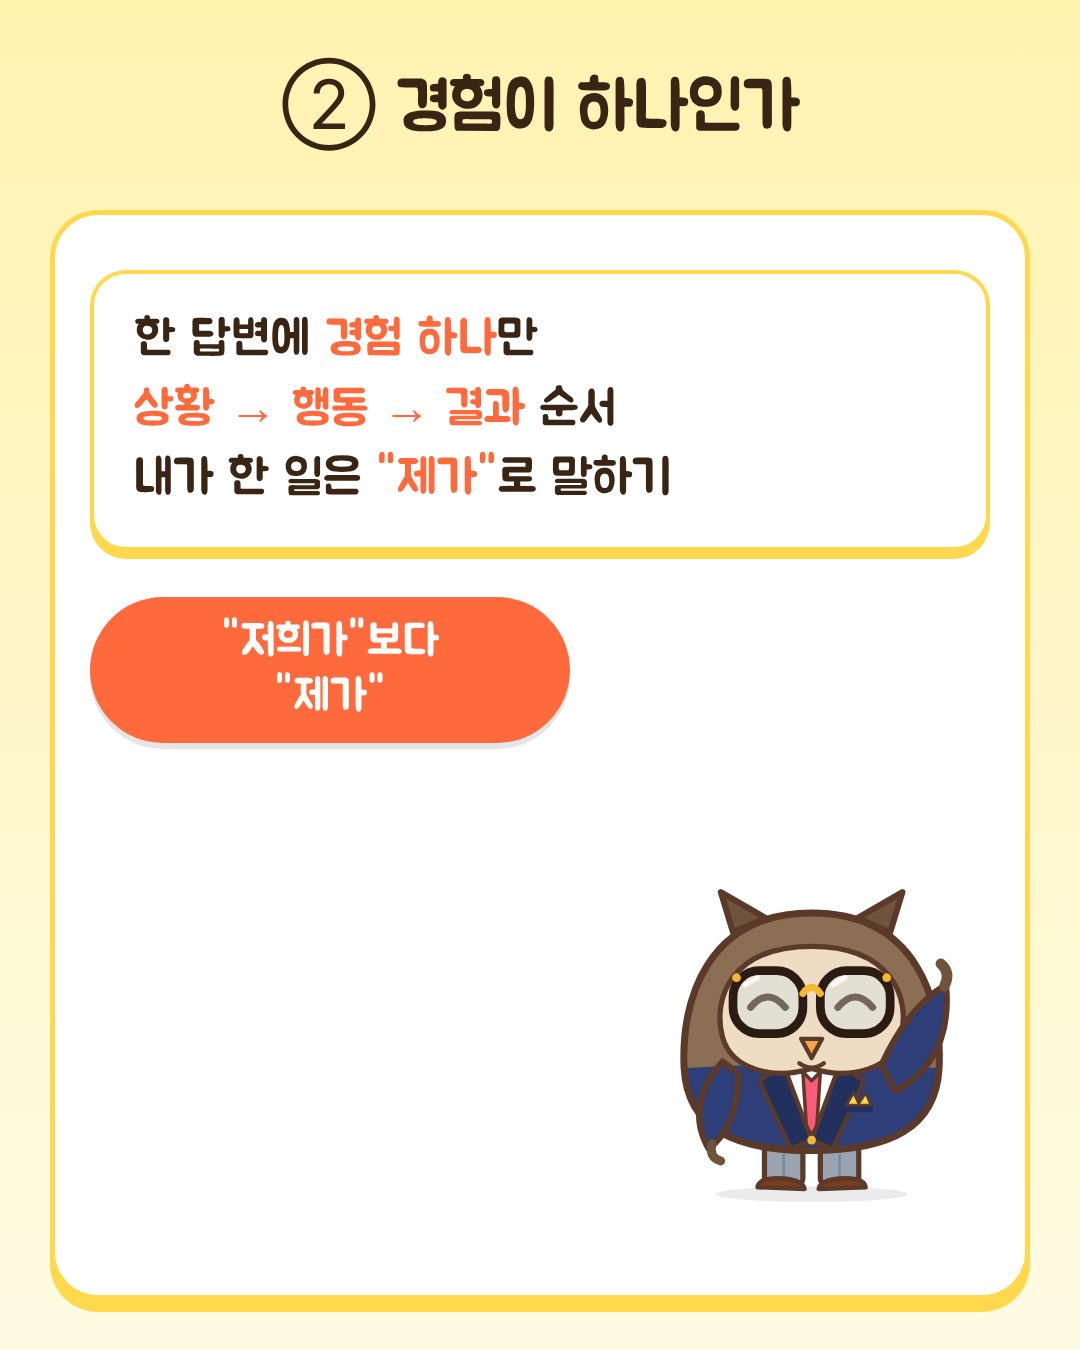 ② 경험이 하나인가
한 답변에 경험 하나만
상황 → 행동 → 결과 순서
내가 한 일은 "제가"로 말하기
"저희가"보다
"제가"